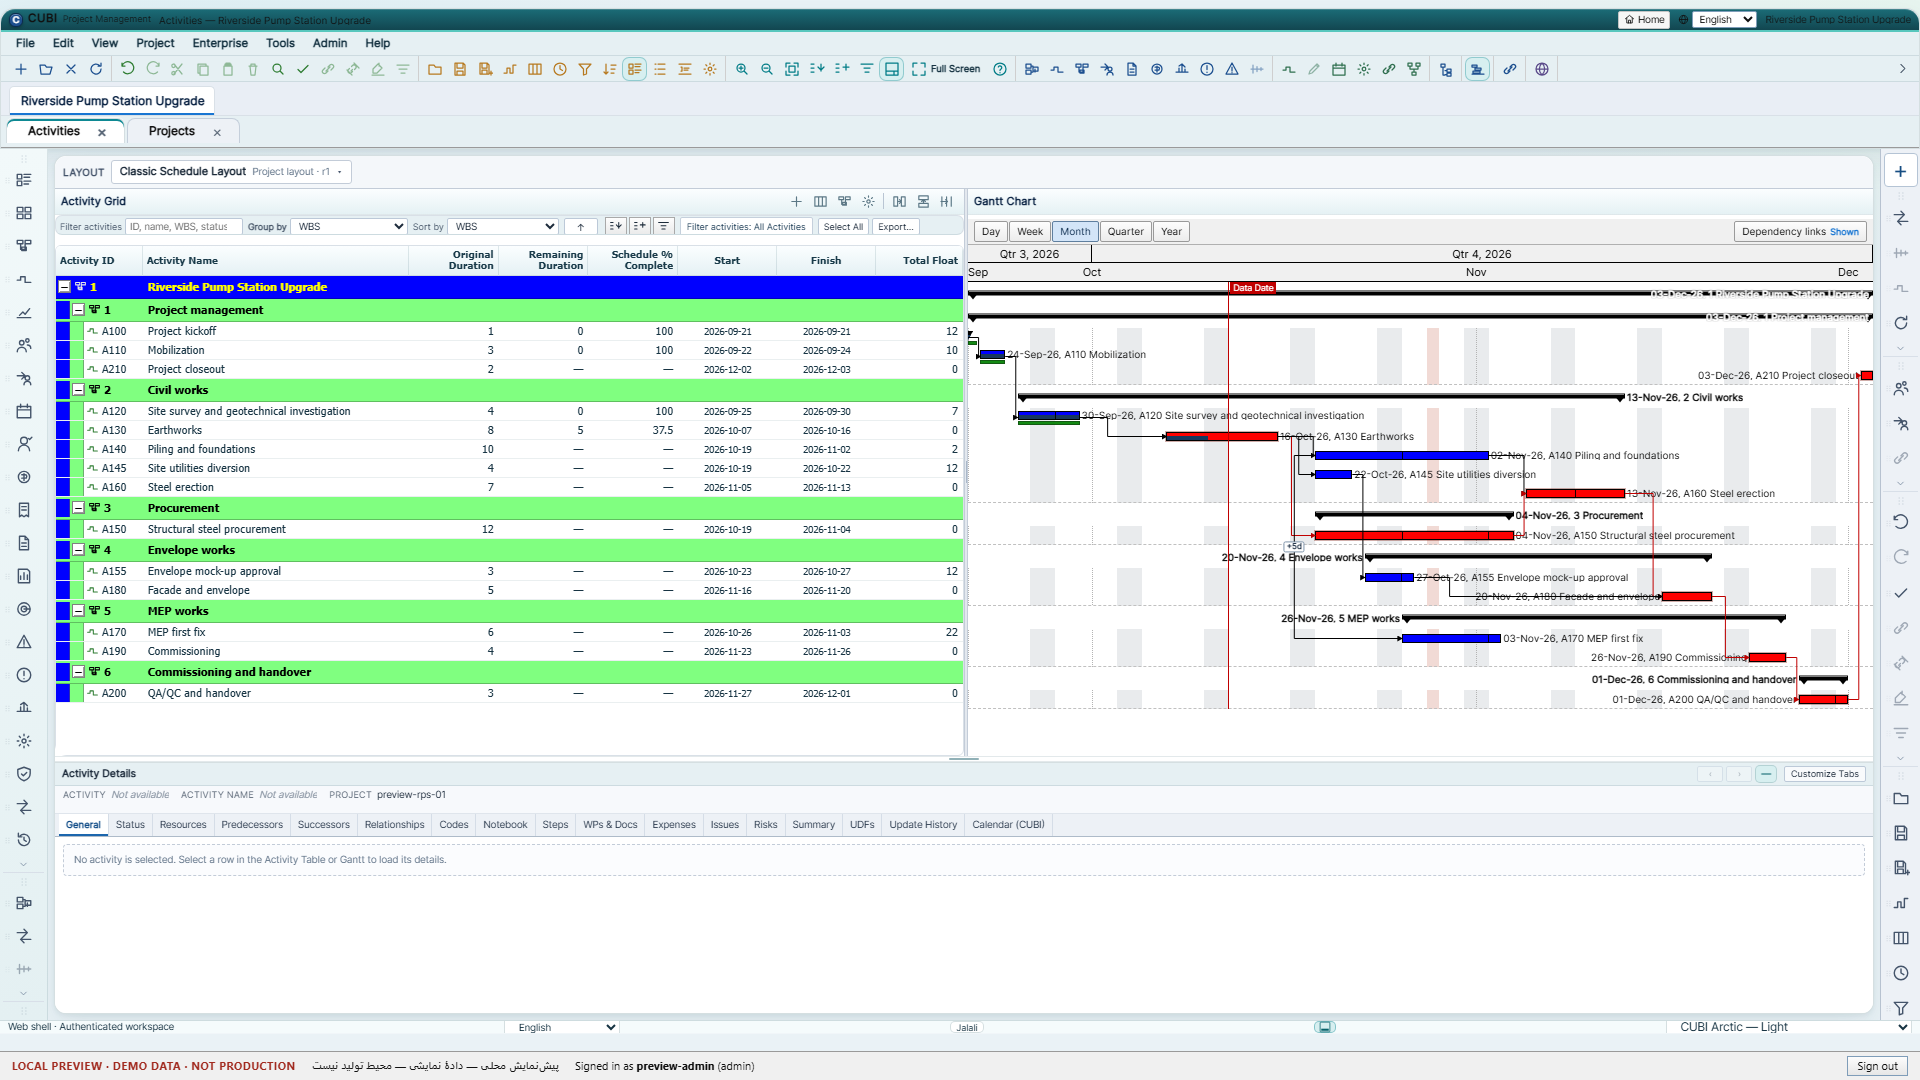 CUBI Project Management Activities — Riverside Pump Station Upgrade Home English Riverside Pump Station Upgrade
File Edit View Project Enterprise Tools Admin Help
Full Screen
Riverside Pump Station Upgrade
Activities Projects
LAYOUT Classic Schedule Layout Project layout · r1
Activity Grid
Filter activities ID, name, WBS, status Group by WBS Sort by WBS Filter activities: All Activities Select All Export...
Activity ID Activity Name Original Duration Remaining Duration Schedule % Complete Start Finish Total Float
1 Riverside Pump Station Upgrade
1 Project management
A100 Project kickoff 1 0 100 2026-09-21 2026-09-21 12
A110 Mobilization 3 0 100 2026-09-22 2026-09-24 10
A210 Project closeout 2 — — 2026-12-02 2026-12-03 0
2 Civil works
A120 Site survey and geotechnical investigation 4 0 100 2026-09-25 2026-09-30 7
A130 Earthworks 8 5 37.5 2026-10-07 2026-10-16 0
A140 Piling and foundations 10 — — 2026-10-19 2026-11-02 2
A145 Site utilities diversion 4 — — 2026-10-19 2026-10-22 12
A160 Steel erection 7 — — 2026-11-05 2026-11-13 0
3 Procurement
A150 Structural steel procurement 12 — — 2026-10-19 2026-11-04 0
4 Envelope works
A155 Envelope mock-up approval 3 — — 2026-10-23 2026-10-27 12
A180 Facade and envelope 5 — — 2026-11-16 2026-11-20 0
5 MEP works
A170 MEP first fix 6 — — 2026-10-26 2026-11-03 22
A190 Commissioning 4 — — 2026-11-23 2026-11-26 0
6 Commissioning and handover
A200 QA/QC and handover 3 — — 2026-11-27 2026-12-01 0
Gantt Chart
Day Week Month Quarter Year Dependency links Shown
Qtr 3, 2026 Qtr 4, 2026
Sep Oct Nov Dec
Data Date
03-Dec-26, 1 Riverside Pump Station Upgrade
03-Dec-26, 1 Project management
24-Sep-26, A110 Mobilization
03-Dec-26, A210 Project closeout
13-Nov-26, 2 Civil works
30-Sep-26, A120 Site survey and geotechnical investigation
16-Oct-26, A130 Earthworks
02-Nov-26, A140 Piling and foundations
22-Oct-26, A145 Site utilities diversion
13-Nov-26, A160 Steel erection
04-Nov-26, 3 Procurement
04-Nov-26, A150 Structural steel procurement
+5d
20-Nov-26, 4 Envelope works
27-Oct-26, A155 Envelope mock-up approval
20-Nov-26, A180 Facade and envelope
26-Nov-26, 5 MEP works
03-Nov-26, A170 MEP first fix
26-Nov-26, A190 Commissioning
01-Dec-26, 6 Commissioning and handover
01-Dec-26, A200 QA/QC and handover
Activity Details Customize Tabs
ACTIVITY Not available ACTIVITY NAME Not available PROJECT preview-rps-01
General Status Resources Predecessors Successors Relationships Codes Notebook Steps WPs & Docs Expenses Issues Risks Summary UDFs Update History Calendar (CUBI)
No activity is selected. Select a row in the Activity Table or Gantt to load its details.
Web shell · Authenticated workspace English Jalali CUBI Arctic — Light
LOCAL PREVIEW · DEMO DATA · NOT PRODUCTION پیش‌نمایش محلی — دادهٔ نمایشی — محیط تولید نیست Signed in as preview-admin (admin) Sign out